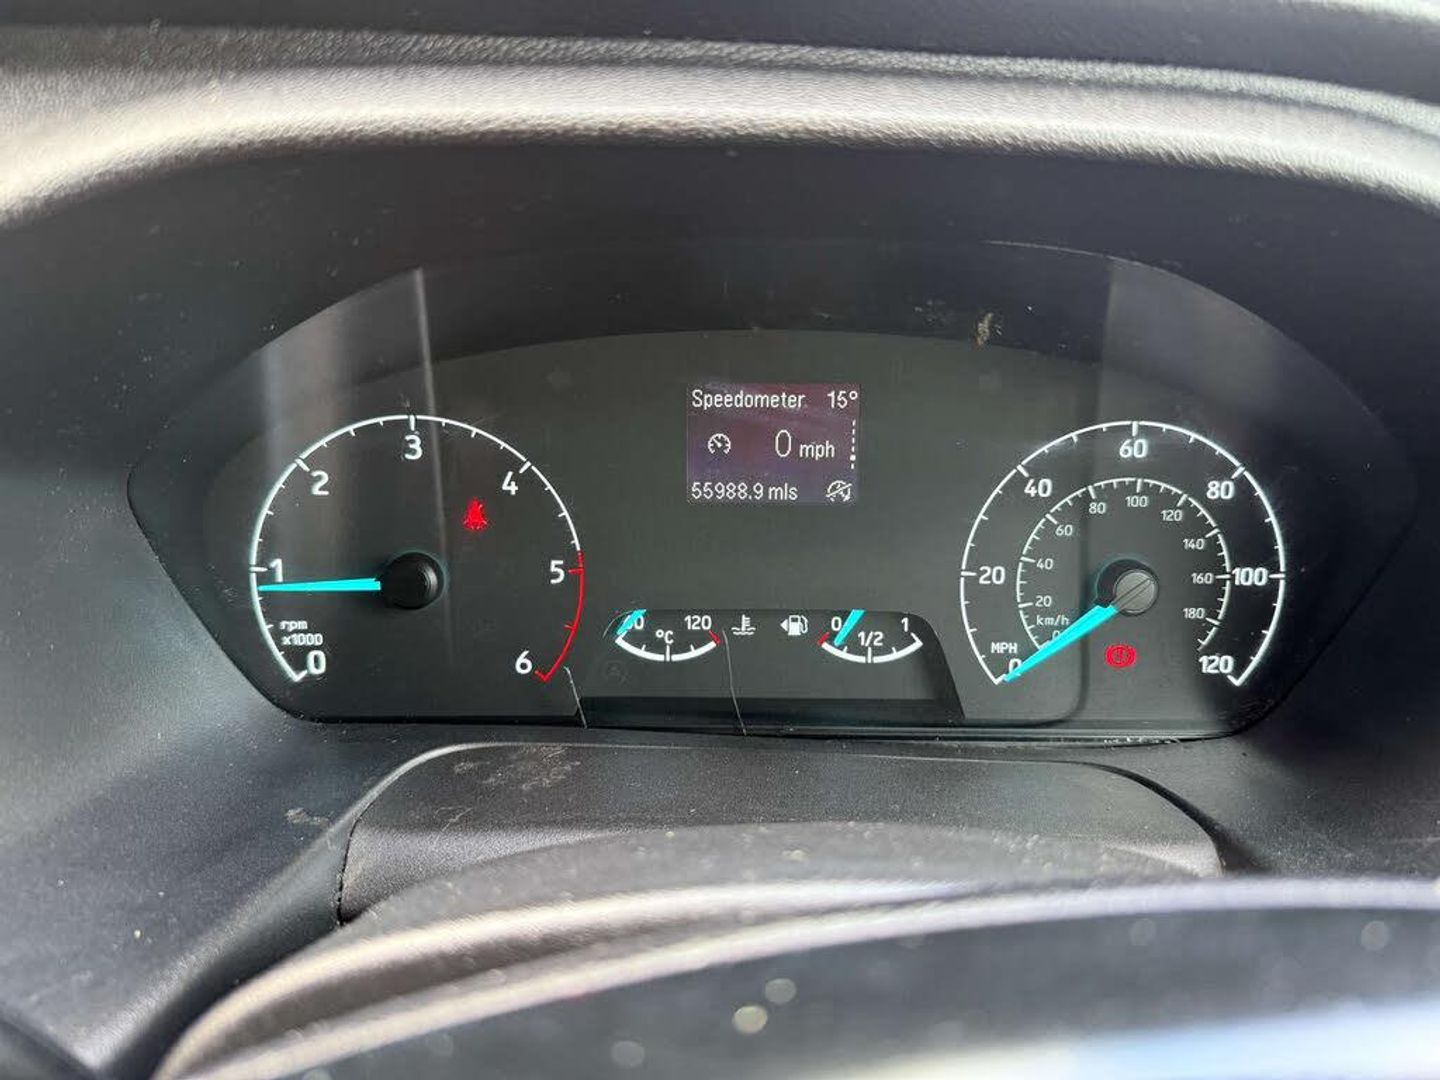 Speedometer 15°
0 mph
55988.9 mls
0 1 2 3 4 5 6
rpm
x1000
120
°C
0 1/2 1
0 20 40 60 80 100 120
MPH
0 20 40 60 80 100 120 140 160 180
km/h